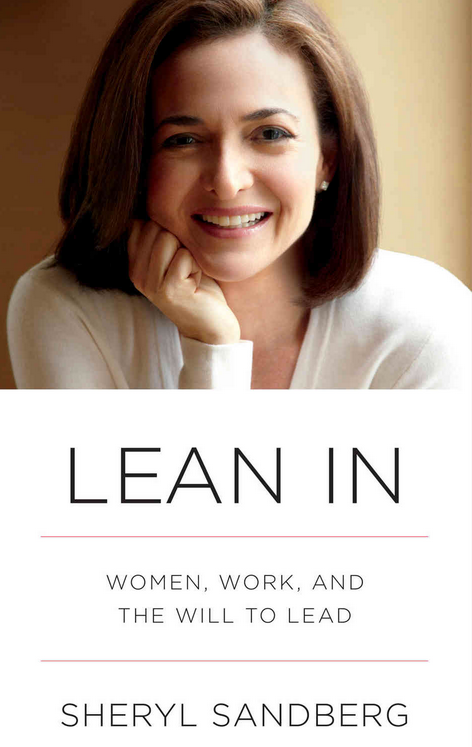 LEAN IN
WOMEN, WORK, AND
THE WILL TO LEAD
SHERYL SANDBERG